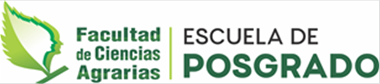 Facultad
de Ciencias
Agrarias
ESCUELA DE
POSGRADO